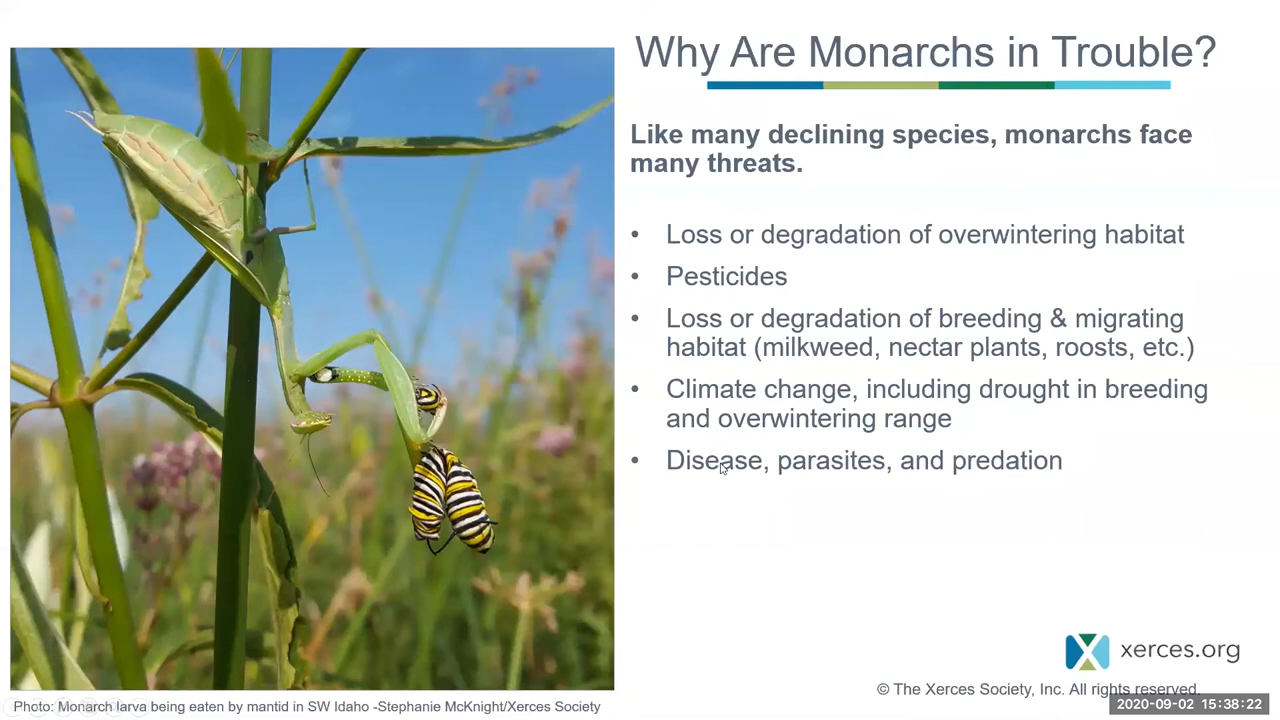 Why Are Monarchs in Trouble?
Like many declining species, monarchs face
many threats.
• Loss or degradation of overwintering habitat
• Pesticides
• Loss or degradation of breeding & migrating
habitat (milkweed, nectar plants, roosts, etc.)
• Climate change, including drought in breeding
and overwintering range
• Disease, parasites, and predation
xerces.org
© The Xerces Society, Inc. All rights reserved.
2020-09-02 15:38:22
Photo: Monarch larva being eaten by mantid in SW Idaho -Stephanie McKnight/Xerces Society